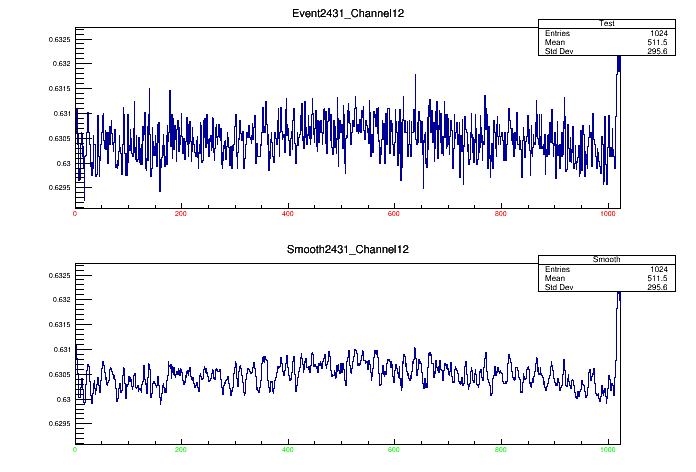 Event2431_Channel12
Test
Entries 1024
Mean 511.5
Std Dev 295.6
0.6325
0.632
0.6315
0.631
0.6305
0.63
0.6295
0 200 400 600 800 1000
Smooth2431_Channel12
Smooth
Entries 1024
Mean 511.5
Std Dev 295.6
0.6325
0.632
0.6315
0.631
0.6305
0.63
0.6295
0 200 400 600 800 1000